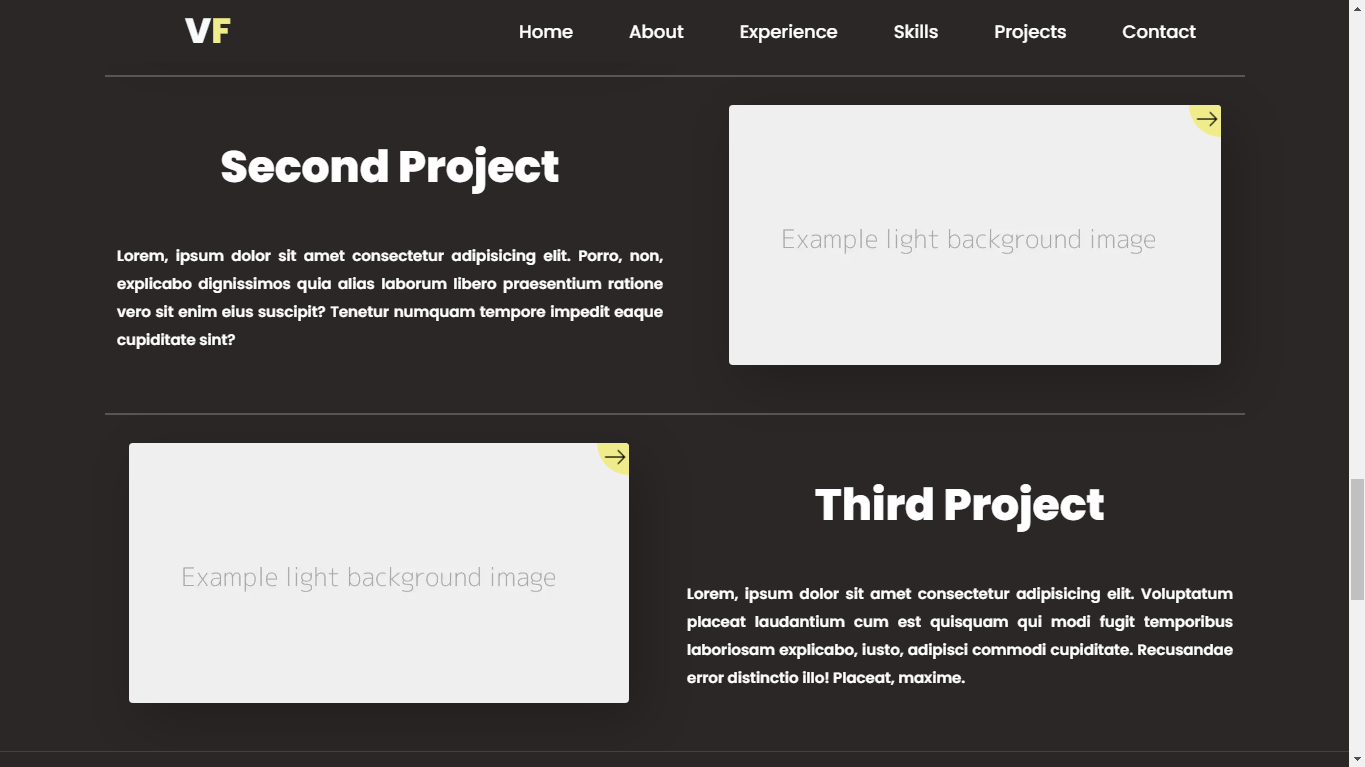 VF Home About Experience Skills Projects Contact
Second Project
Lorem, ipsum dolor sit amet consectetur adipisicing elit. Porro, non,
explicabo dignissimos quia alias laborum libero praesentium ratione
vero sit enim eius suscipit? Tenetur numquam tempore impedit eaque
cupiditate sint?
Example light background image
Example light background image
Third Project
Lorem, ipsum dolor sit amet consectetur adipisicing elit. Voluptatum
placeat laudantium cum est quisquam qui modi fugit temporibus
laboriosam explicabo, iusto, adipisci commodi cupiditate. Recusandae
error distinctio illo! Placeat, maxime.